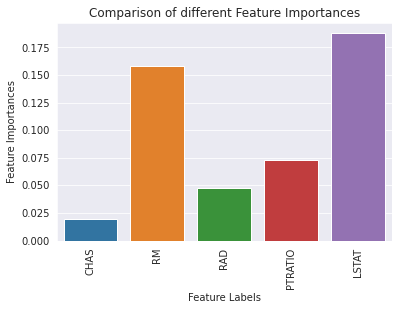 Comparison of different Feature Importances
Feature Importances
0.175
0.150
0.125
0.100
0.075
0.050
0.025
0.000
CHAS
RM
RAD
PTRATIO
LSTAT
Feature Labels